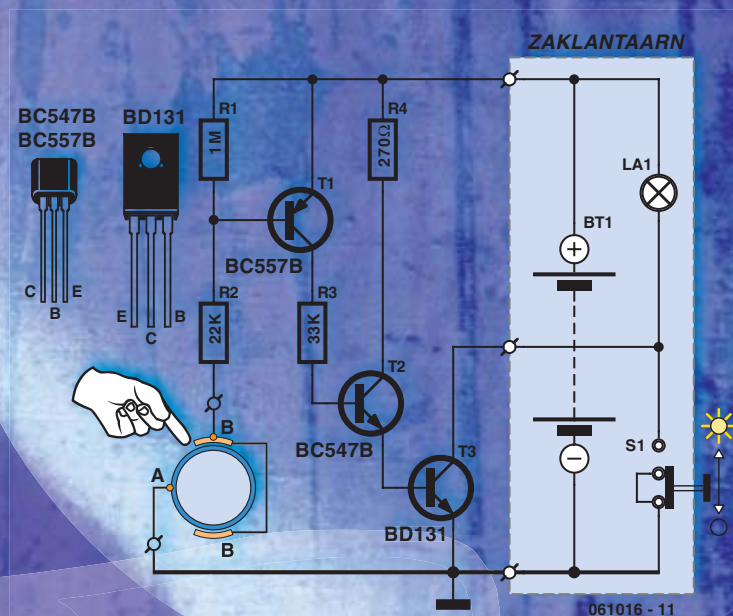 ZAKLANTAARN
BC547B
BC557B
BD131
R1
1M
R4
270Ω
T1
LA1
BT1
+
BC557B
C
B
E
E
C
B
R2
22K
R3
33K
T2
BC547B
B
A
B
T3
BD131
−
S1
061016 - 11